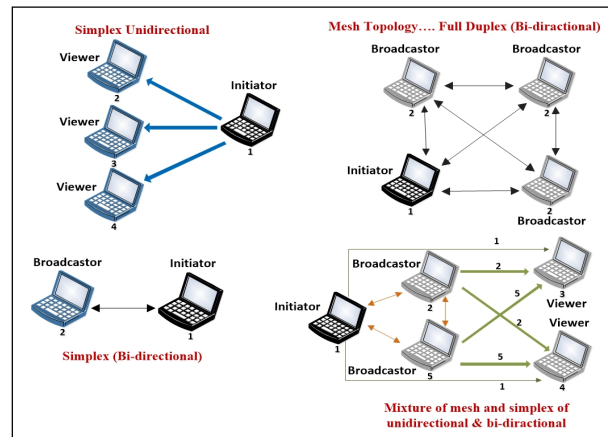 Simplex Unidirectional
Viewer
2
Initiator
Viewer
3
1
Viewer
4
Mesh Topology.... Full Duplex (Bi-diractional)
Broadcastor
Broadcastor
2
2
Initiator
1
2
Broadcastor
Broadcastor
Initiator
2
1
Simplex (Bi-directional)
1
Broadcastor
2
3
5
Viewer
Initiator
2
2
Viewer
1
5
Broadcastor
5
1
4
Mixture of mesh and simplex of
unidirectional & bi-diractional